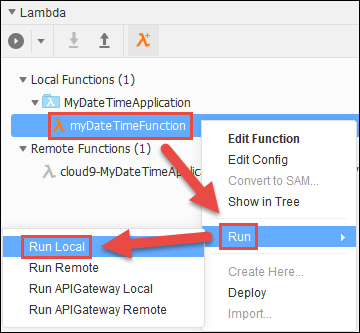 Lambda
Local Functions (1)
MyDateTimeApplication
myDateTimeFunction
Remote Functions (1)
cloud9-MyDateTimeApplic
Edit Function
Edit Config
Convert to SAM...
Show in Tree
Run
Create Here...
Deploy
Import...
Run Local
Run Remote
Run APIGateway Local
Run APIGateway Remote